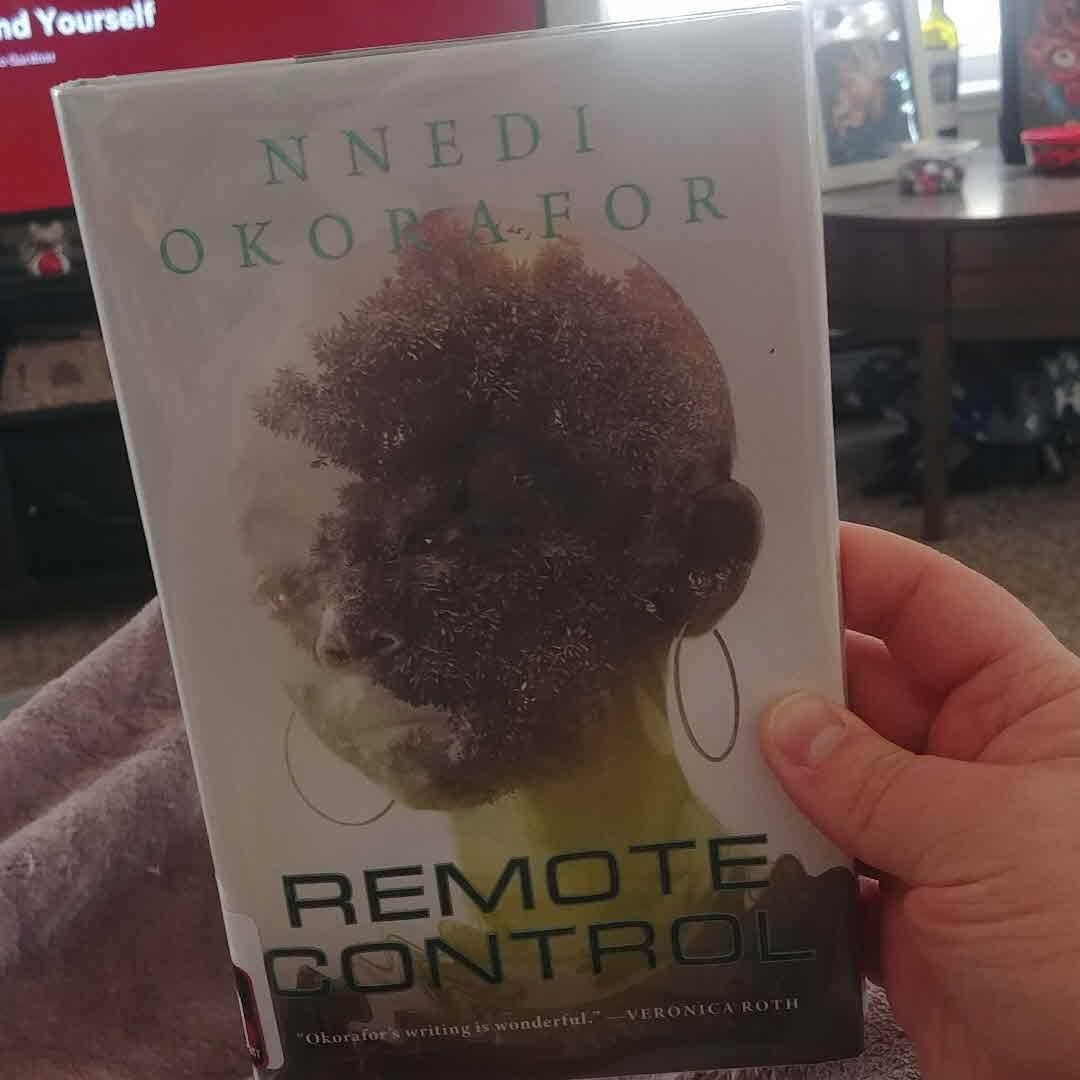 nd Yourself
NNEDI
OKORAFOR
REMOTE
CONTROL
"Okorafor's writing is wonderful." —VERONICA ROTH